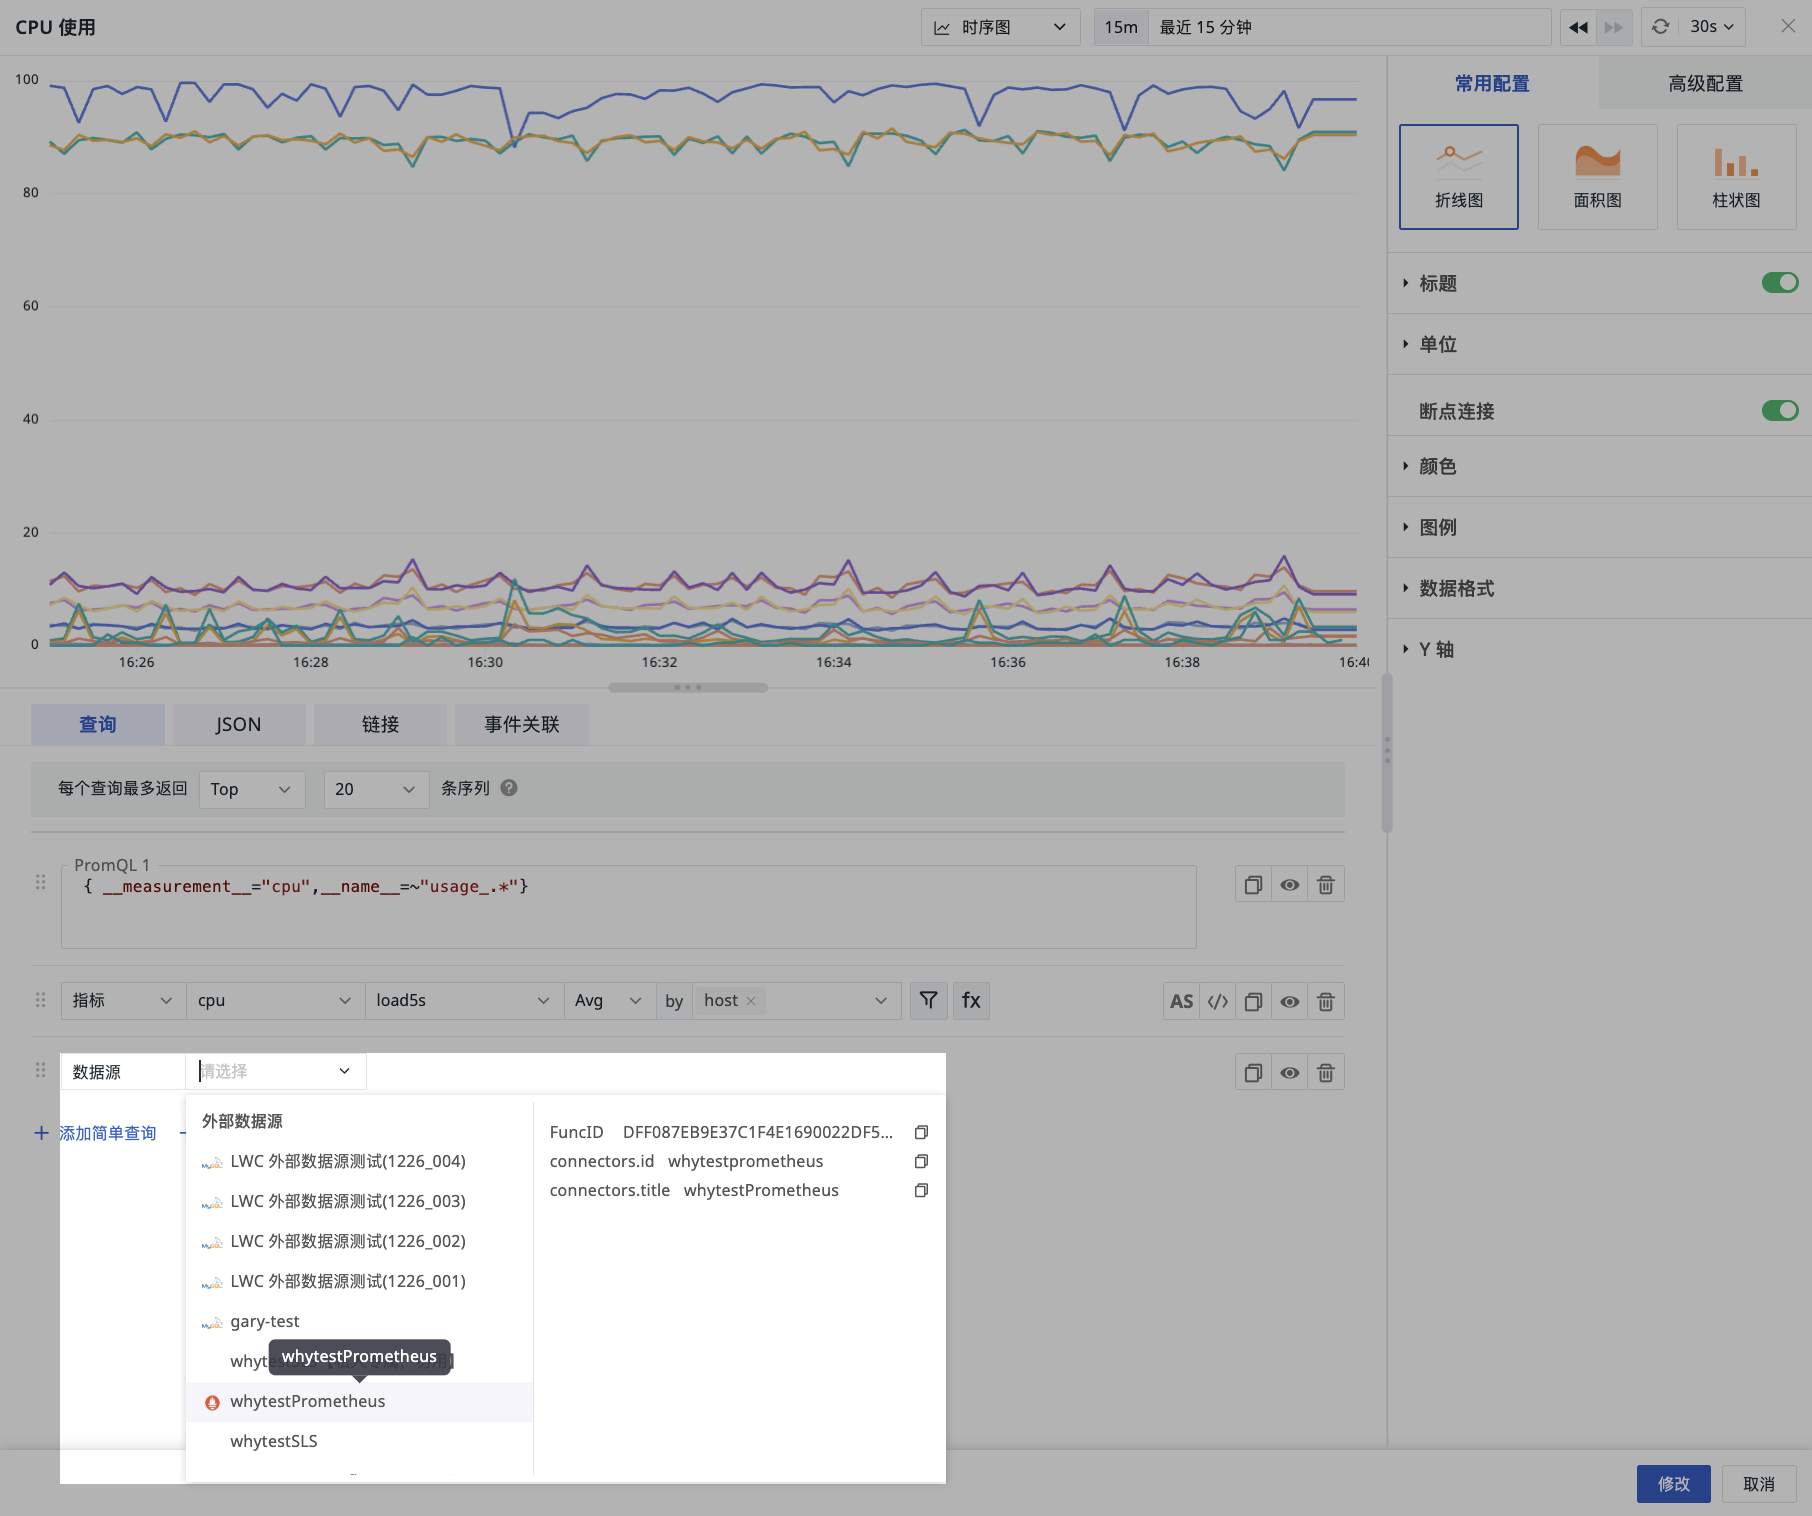 CPU 使用
时序图
15m 最近 15 分钟
30s
常用配置
高级配置
100
80
60
40
20
0
16:26
16:28
16:30
16:32
16:34
16:36
16:38
折线图
面积图
柱状图
标题
单位
断点连接
颜色
图例
数据格式
Y 轴
查询
JSON
链接
事件关联
每个查询最多返回 Top 20 条序列
PromQL 1
{ __measurement__="cpu",__name__=~"usage_.*"}
指标 cpu load5s Avg by host fx AS
数据源 请选择
添加简单查询
外部数据源
LWC 外部数据源测试(1226_004)
LWC 外部数据源测试(1226_003)
LWC 外部数据源测试(1226_002)
LWC 外部数据源测试(1226_001)
gary-test
whytestPrometheus
whytestPrometheus
whytestSLS
FuncID DFF087EB9E37C1F4E1690022DF5...
connectors.id whytestprometheus
connectors.title whytestPrometheus
修改
取消